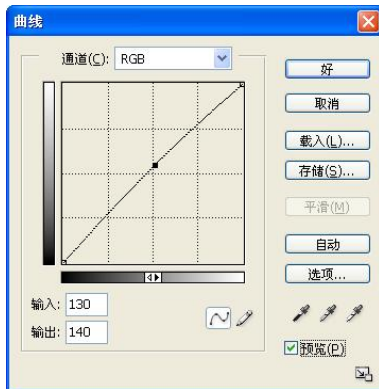 曲线
通道(C): RGB
好
取消
载入(L)...
存储(S)...
平滑(M)
自动
选项...
输入: 130
输出: 140
预览(P)